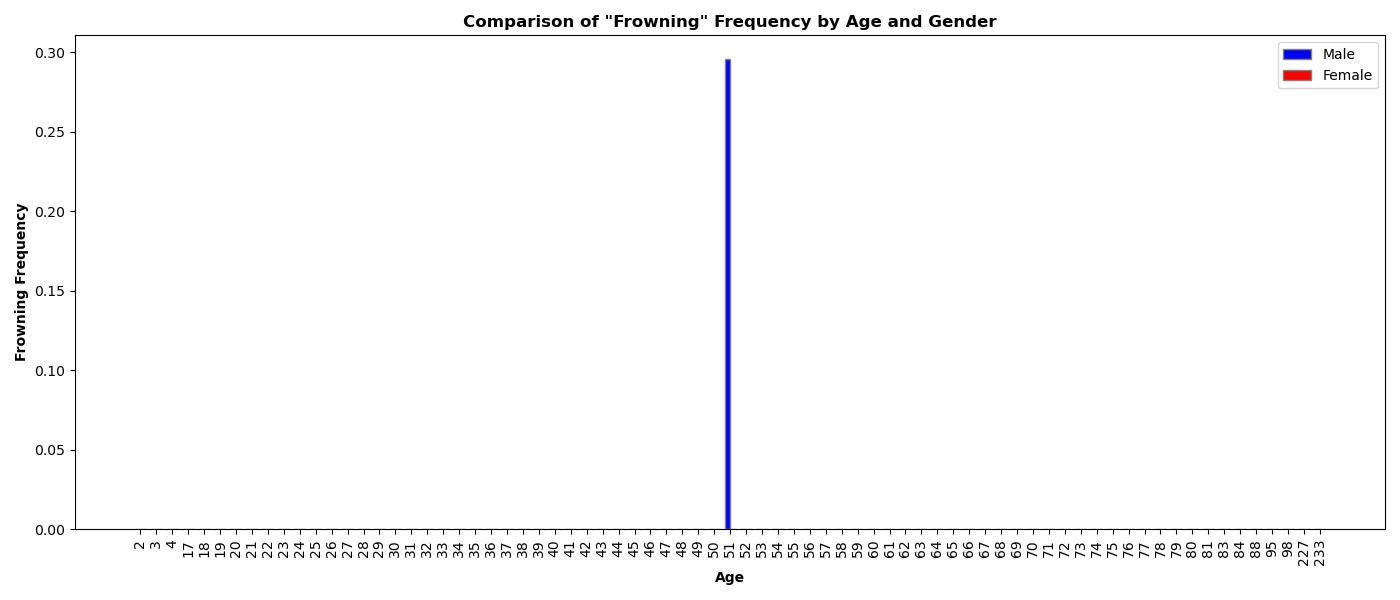 Comparison of "Frowning" Frequency by Age and Gender
0.30
0.25
0.20
0.15
0.10
0.05
0.00
Frowning Frequency
Male
Female
2 3 4 17 18 19 20 21 22 23 24 25 26 27 28 29 30 31 32 33 34 35 36 37 38 39 40 41 42 43 44 45 46 47 48 49 50 51 52 53 54 55 56 57 58 59 60 61 62 63 64 65 66 67 68 69 70 71 72 73 74 75 76 77 78 79 80 81 83 84 88 95 98 227 233
Age